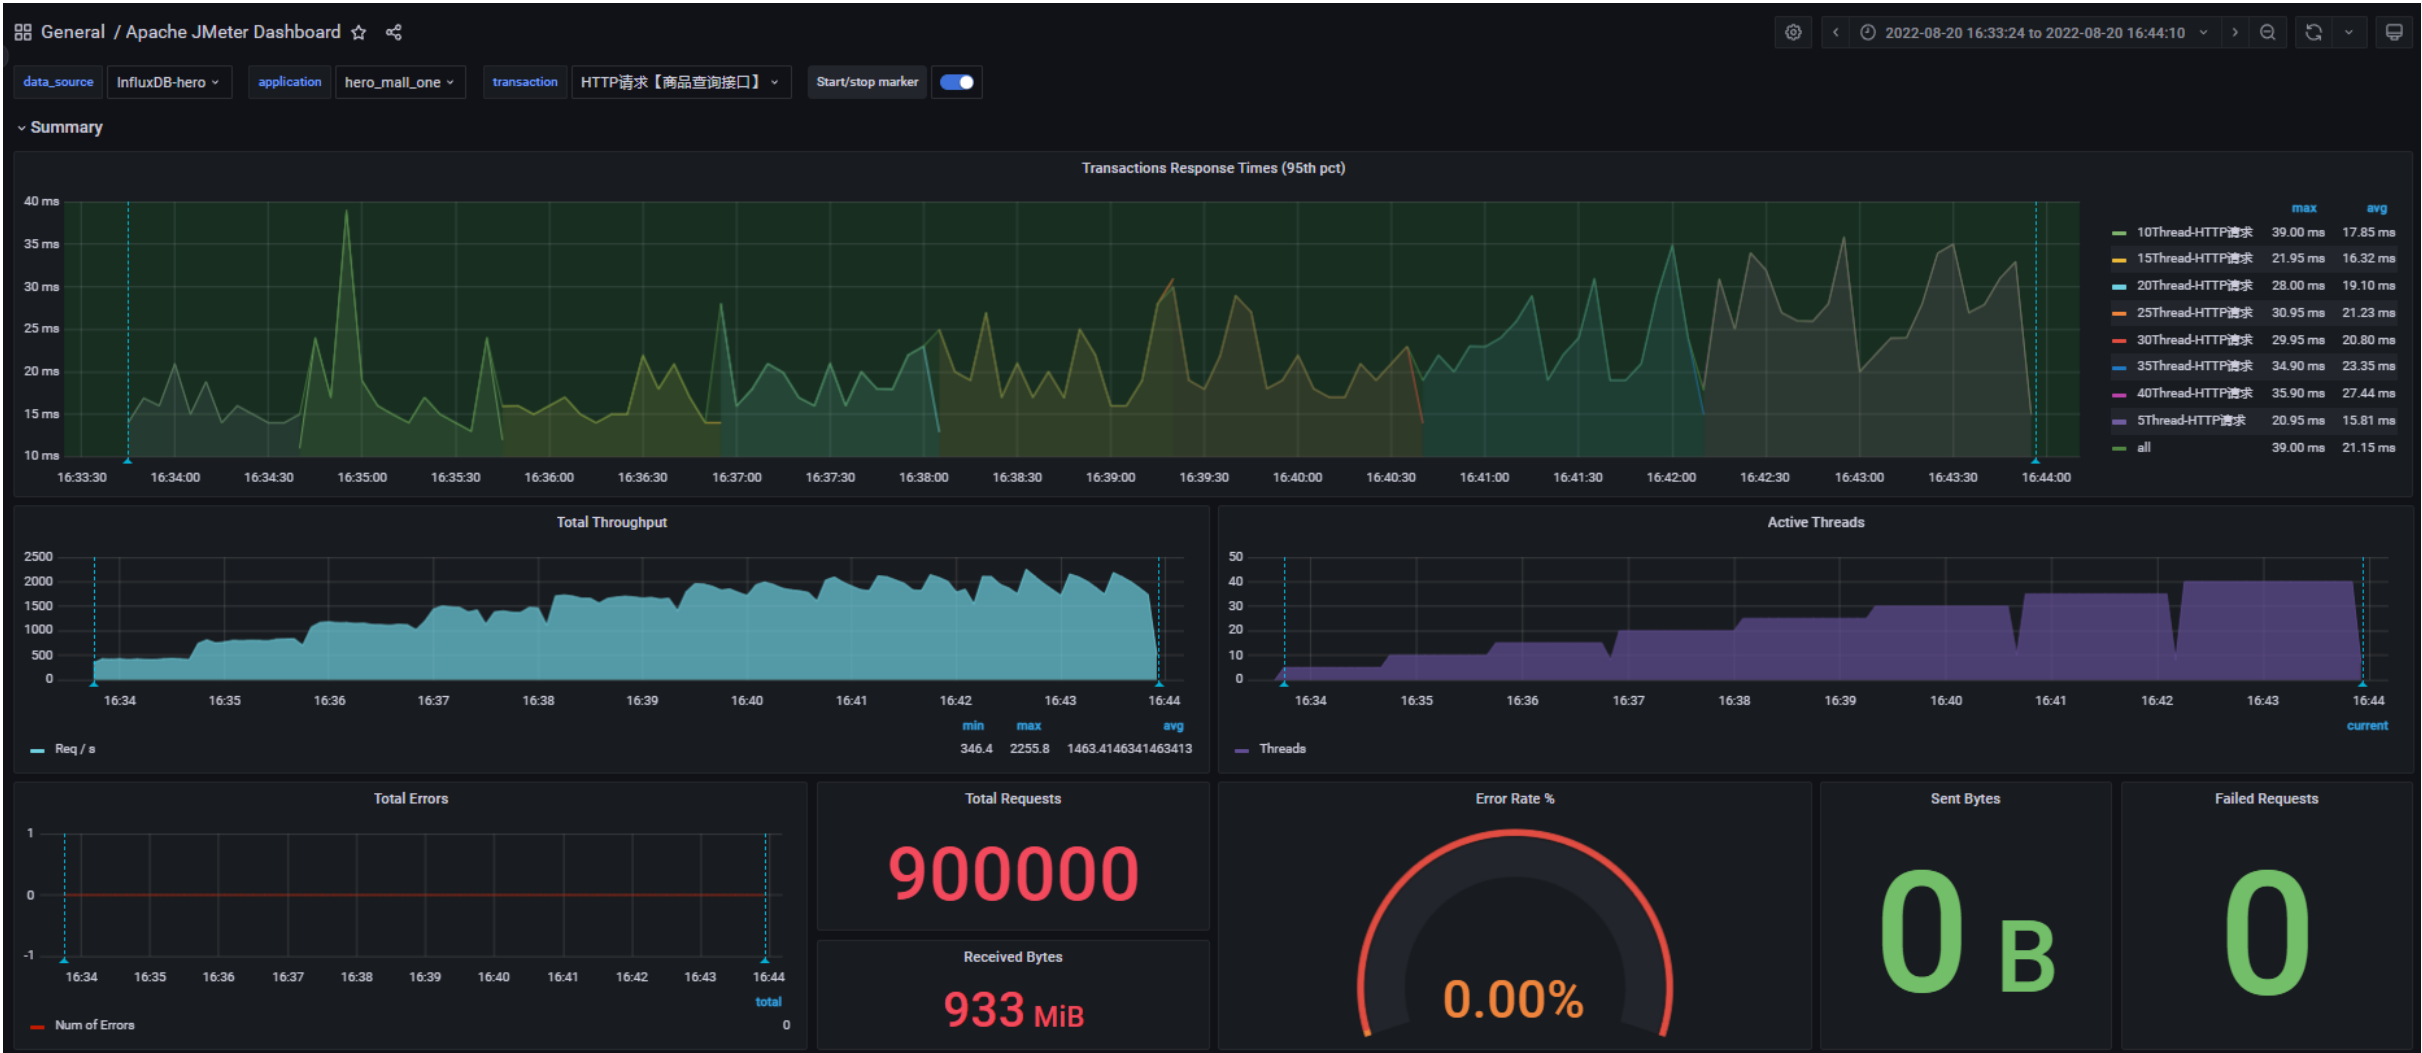 General / Apache JMeter Dashboard
2022-08-20 16:33:24 to 2022-08-20 16:44:10
data_source InfluxDB-hero application hero_mall_one transaction HTTP请求【商品查询接口】 Start/stop marker
Summary
Transactions Response Times (95th pct)
40 ms
35 ms
30 ms
25 ms
20 ms
15 ms
10 ms
16:33:30 16:34:00 16:34:30 16:35:00 16:35:30 16:36:00 16:36:30 16:37:00 16:37:30 16:38:00 16:38:30 16:39:00 16:39:30 16:40:00 16:40:30 16:41:00 16:41:30 16:42:00 16:42:30 16:43:00 16:43:30 16:44:00
max avg
10Thread-HTTP请求 39.00 ms 17.85 ms
15Thread-HTTP请求 21.95 ms 16.32 ms
20Thread-HTTP请求 28.00 ms 19.10 ms
25Thread-HTTP请求 30.95 ms 21.23 ms
30Thread-HTTP请求 29.95 ms 20.80 ms
35Thread-HTTP请求 34.90 ms 23.35 ms
40Thread-HTTP请求 35.90 ms 27.44 ms
5Thread-HTTP请求 20.95 ms 15.81 ms
all 39.00 ms 21.15 ms
Total Throughput
2500
2000
1500
1000
500
0
16:34 16:35 16:36 16:37 16:38 16:39 16:40 16:41 16:42 16:43 16:44
min max avg
Req / s 346.4 2255.8 1463.4146341463413
Active Threads
50
40
30
20
10
0
16:34 16:35 16:36 16:37 16:38 16:39 16:40 16:41 16:42 16:43 16:44
current
Threads
Total Errors
1
0
-1
16:34 16:35 16:36 16:37 16:38 16:39 16:40 16:41 16:42 16:43 16:44
total
Num of Errors 0
Total Requests
900000
Received Bytes
933 MiB
Error Rate %
0.00%
Sent Bytes
0 B
Failed Requests
0